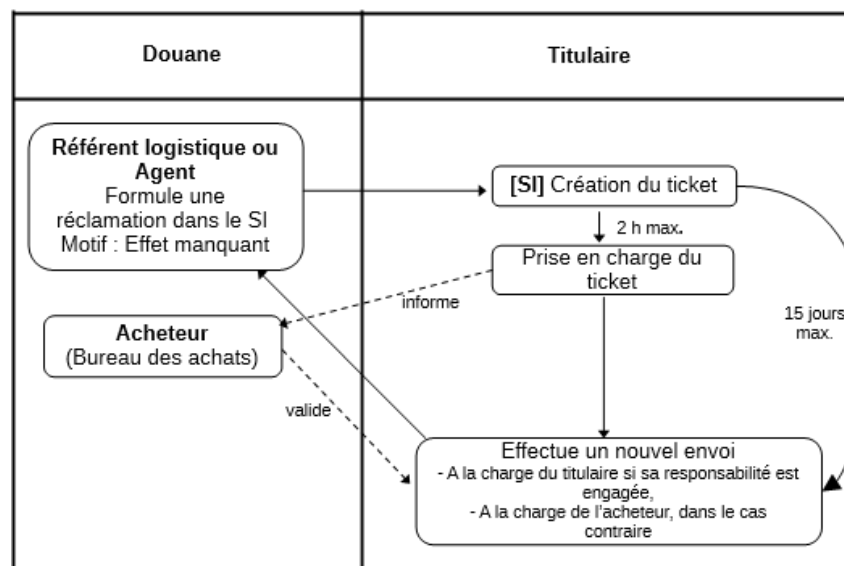 Douane
Titulaire
Référent logistique ou
Agent
Formule une
réclamation dans le SI
Motif : Effet manquant
[SI] Création du ticket
2 h max.
Prise en charge du
ticket
informe
15 jours
max.
Acheteur
(Bureau des achats)
valide
Effectue un nouvel envoi
- A la charge du titulaire si sa responsabilité est
engagée,
- A la charge de l'acheteur, dans le cas
contraire